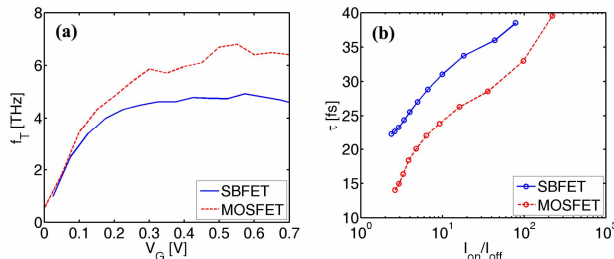 (a)
f_T [THz]
8
6
4
2
0
0 0.1 0.2 0.3 0.4 0.5 0.6 0.7
V_G [V]
SBFET
MOSFET
(b)
τ [fs]
40
35
30
25
20
15
10
10^0 10^1 10^2 10^3
I_on/I_off
SBFET
MOSFET